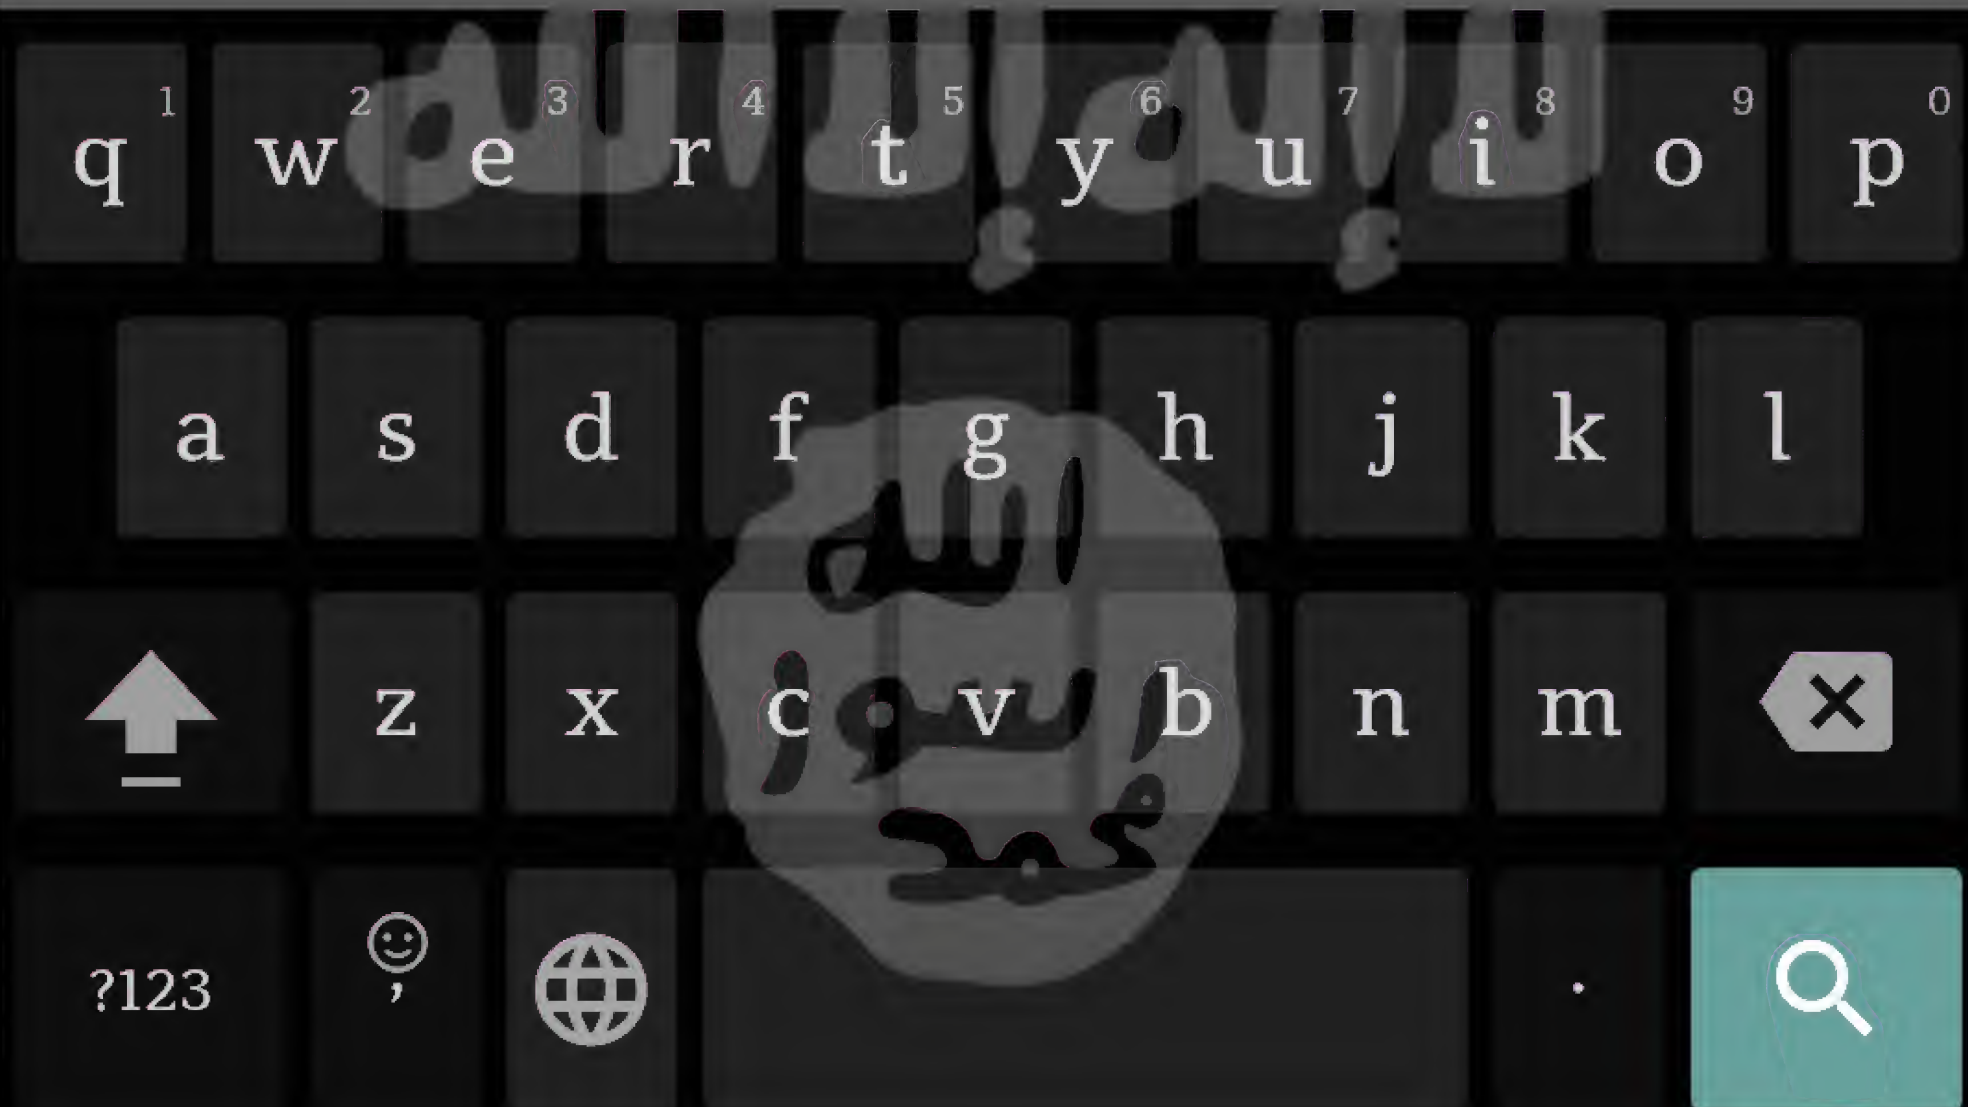 لا إله إلا الله
1 2 3 4 5 6 7 8 9 0
q w e r t y u i o p
a s d f g h j k l
الله
z x c v b n m
رسول
محمد
?123 , .